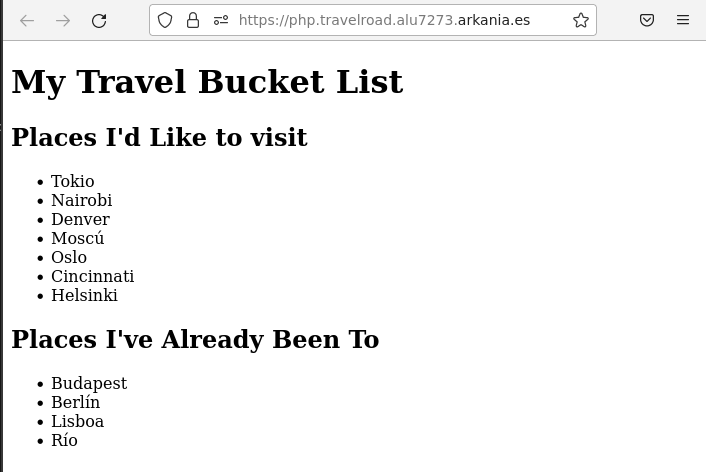 https://php.travelroad.alu7273.arkania.es
My Travel Bucket List
Places I'd Like to visit
Tokio
Nairobi
Denver
Moscú
Oslo
Cincinnati
Helsinki
Places I've Already Been To
Budapest
Berlín
Lisboa
Río